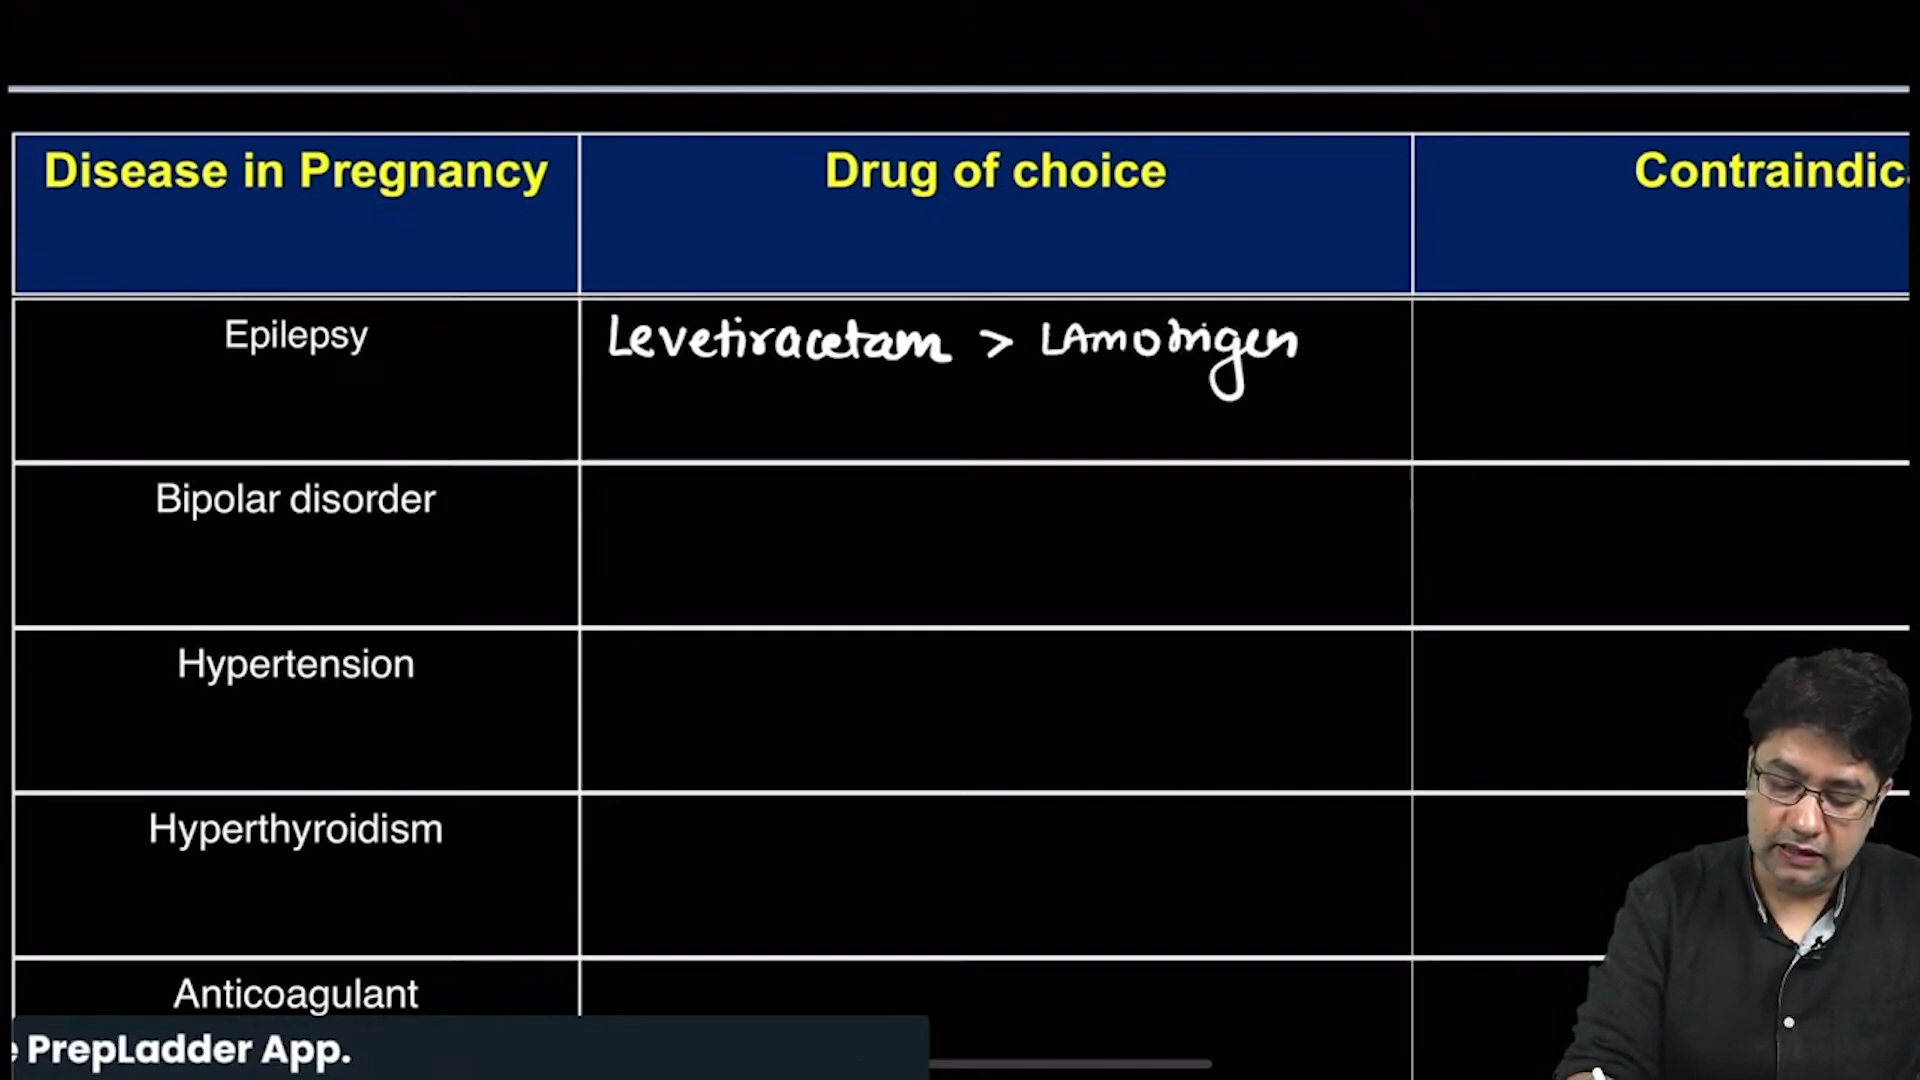 Disease in Pregnancy Drug of choice Contraindic
Epilepsy Levetiracetam > LAmotrigen
Bipolar disorder
Hypertension
Hyperthyroidism
Anticoagulant
e PrepLadder App.